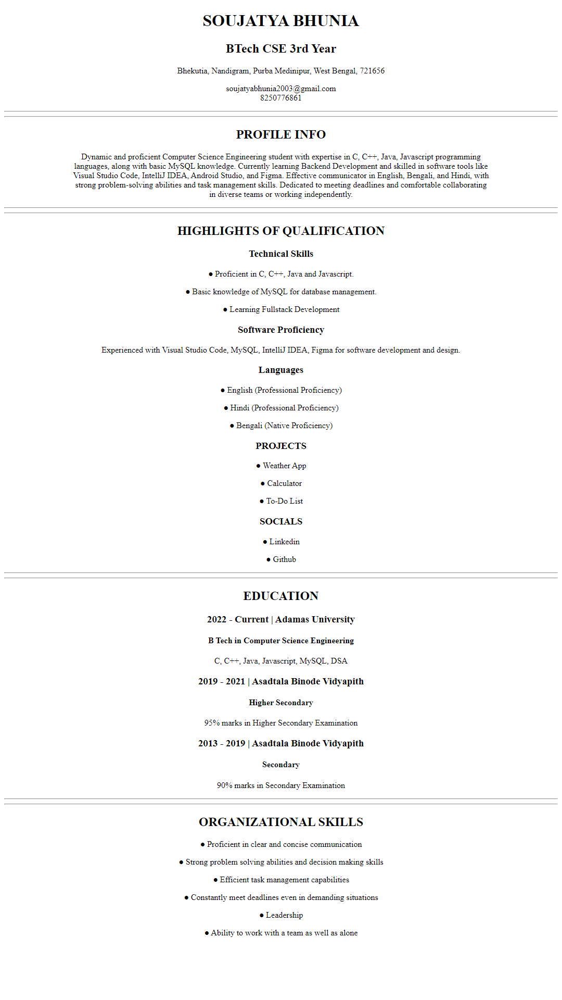 SOUJATYA BHUNIA
BTech CSE 3rd Year
Bhekutia, Nandigram, Purba Medinipur, West Bengal, 721656
soujatyabhunia2003@gmail.com
8250776861
PROFILE INFO
Dynamic and proficient Computer Science Engineering student with expertise in C, C++, Java, Javascript programming
languages, along with basic MySQL knowledge. Currently learning Backend Development and skilled in software tools like
Visual Studio Code, IntelliJ IDEA, Android Studio, and Figma. Effective communicator in English, Bengali, and Hindi, with
strong problem-solving abilities and task management skills. Dedicated to meeting deadlines and comfortable collaborating
in diverse teams or working independently.
HIGHLIGHTS OF QUALIFICATION
Technical Skills
● Proficient in C, C++, Java and Javascript.
● Basic knowledge of MySQL for database management.
● Learning Fullstack Development
Software Proficiency
Experienced with Visual Studio Code, MySQL, IntelliJ IDEA, Figma for software development and design.
Languages
● English (Professional Proficiency)
● Hindi (Professional Proficiency)
● Bengali (Native Proficiency)
PROJECTS
● Weather App
● Calculator
● To-Do List
SOCIALS
● Linkedin
● Github
EDUCATION
2022 - Current | Adamas University
B Tech in Computer Science Engineering
C, C++, Java, Javascript, MySQL, DSA
2019 - 2021 | Asadtala Binode Vidyapith
Higher Secondary
95% marks in Higher Secondary Examination
2013 - 2019 | Asadtala Binode Vidyapith
Secondary
90% marks in Secondary Examination
ORGANIZATIONAL SKILLS
● Proficient in clear and concise communication
● Strong problem solving abilities and decision making skills
● Efficient task management capabilities
● Constantly meet deadlines even in demanding situations
● Leadership
● Ability to work with a team as well as alone